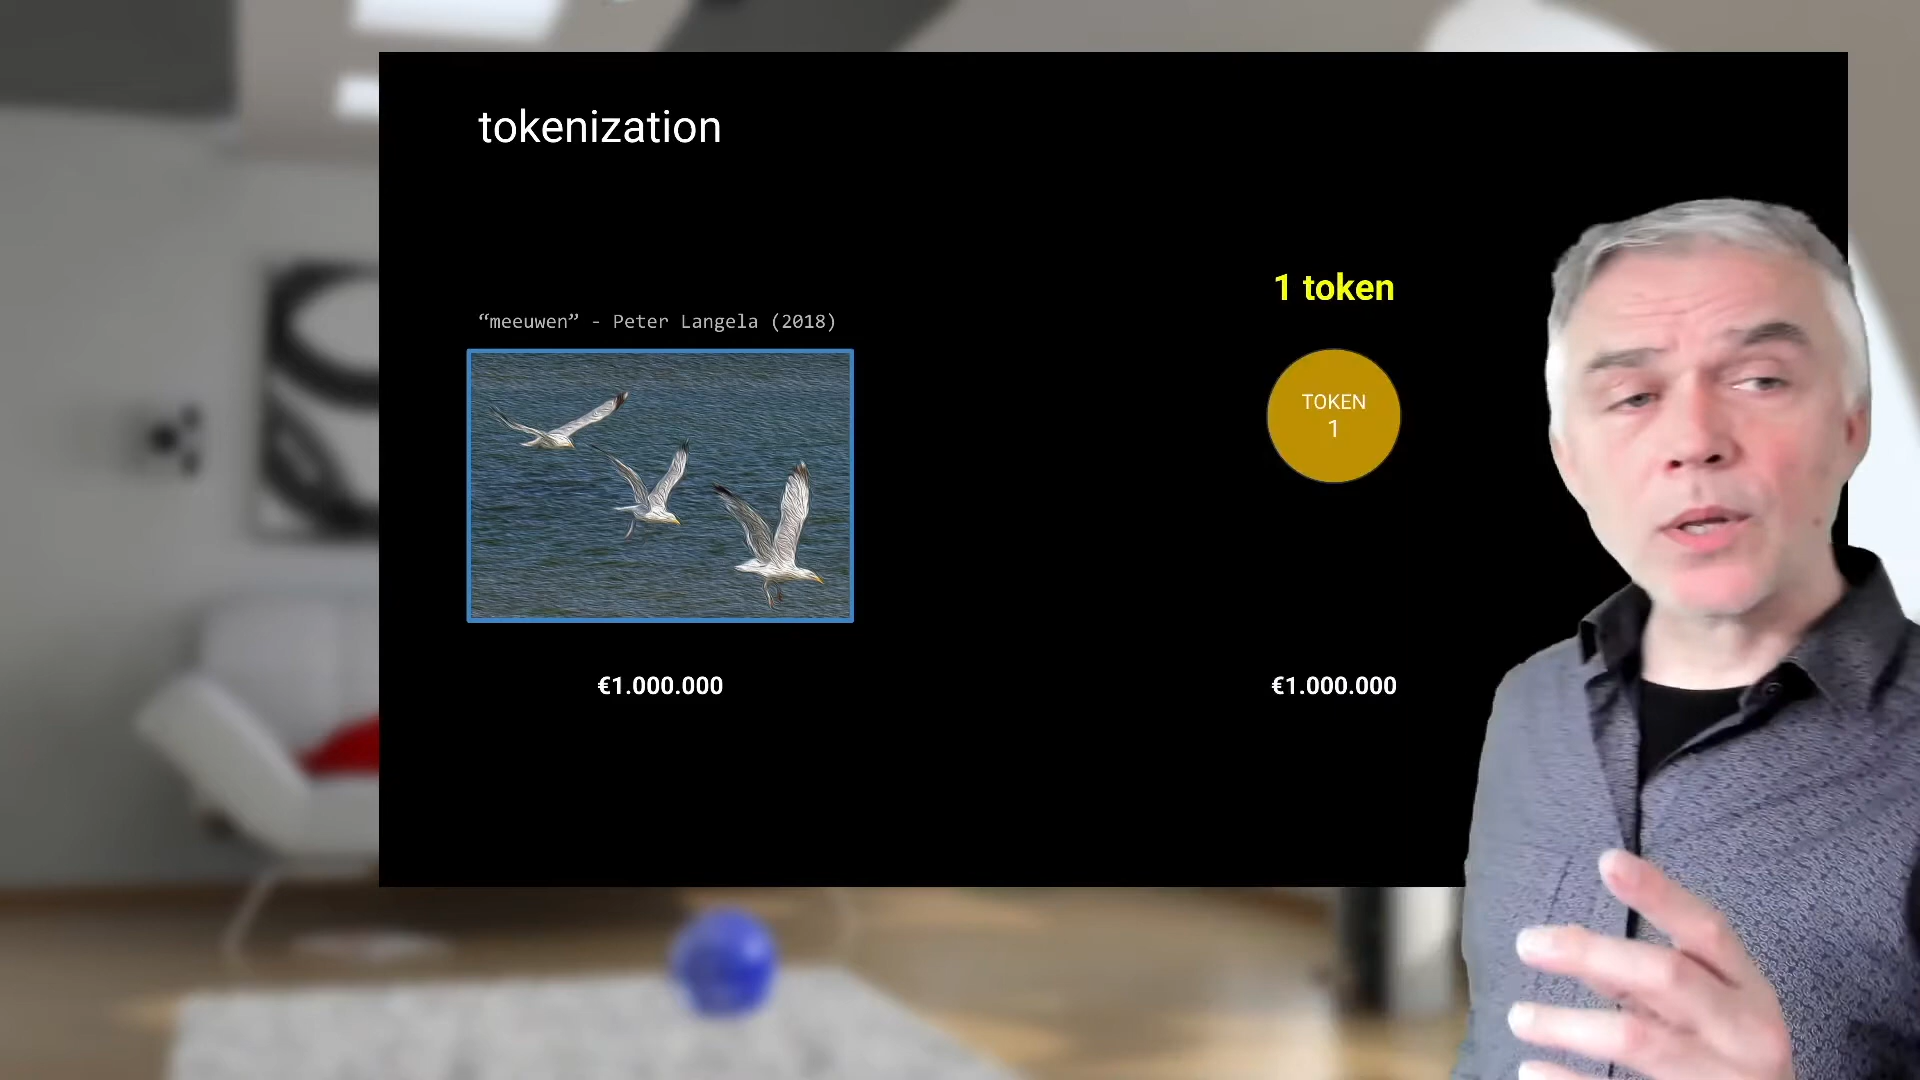 tokenization
1 token
“meeuwen” - Peter Langela (2018)
TOKEN
1
€1.000.000
€1.000.000